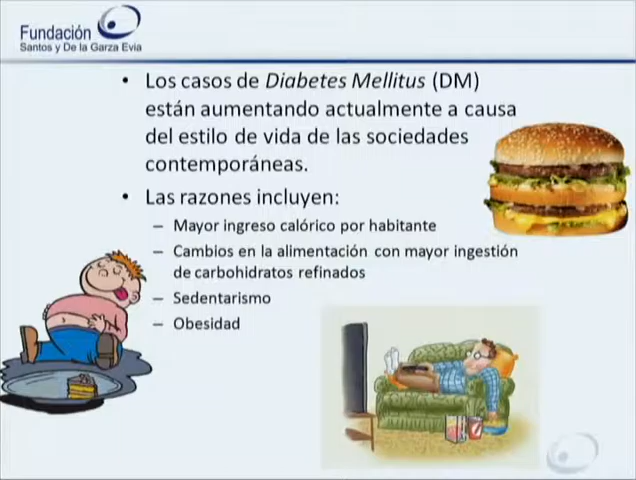 Fundación
Santos y De la Garza Evia
• Los casos de Diabetes Mellitus (DM)
están aumentando actualmente a causa
del estilo de vida de las sociedades
contemporáneas.
• Las razones incluyen:
– Mayor ingreso calórico por habitante
– Cambios en la alimentación con mayor ingestión
de carbohidratos refinados
– Sedentarismo
– Obesidad